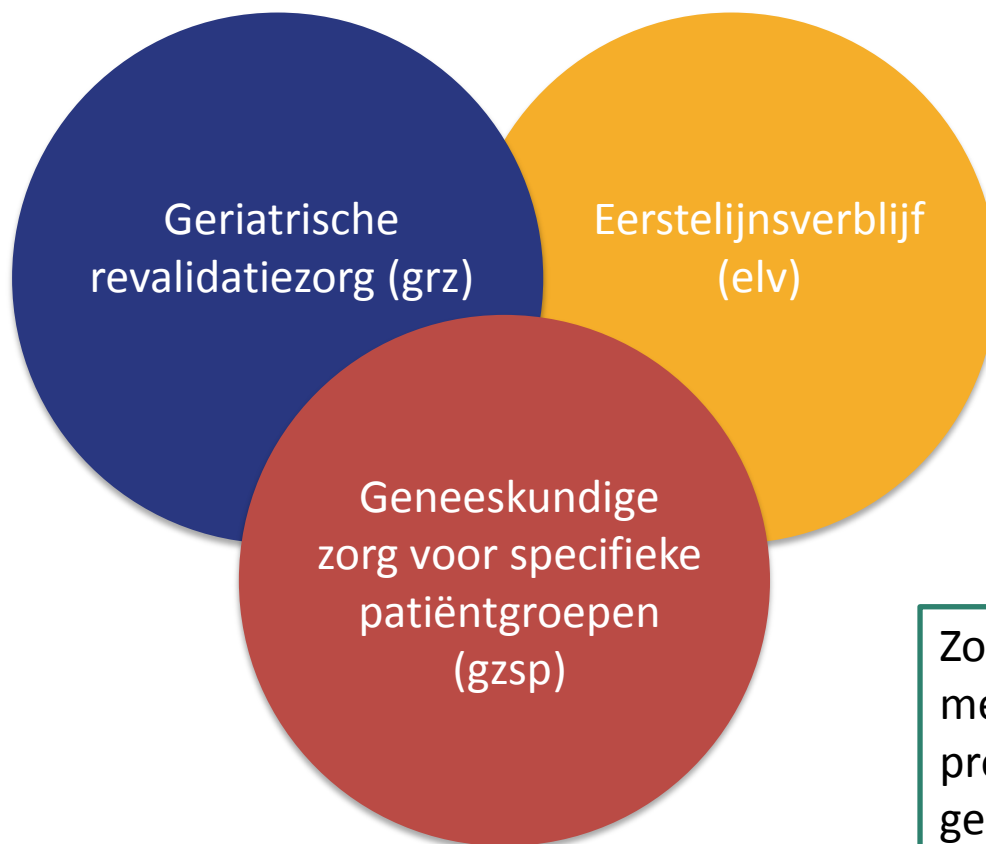 Geriatrische
revalidatiezorg (grz)
Eerstelijnsverblijf
(elv)
Geneeskundige
zorg voor specifieke
patiëntgroepen
(gzsp)